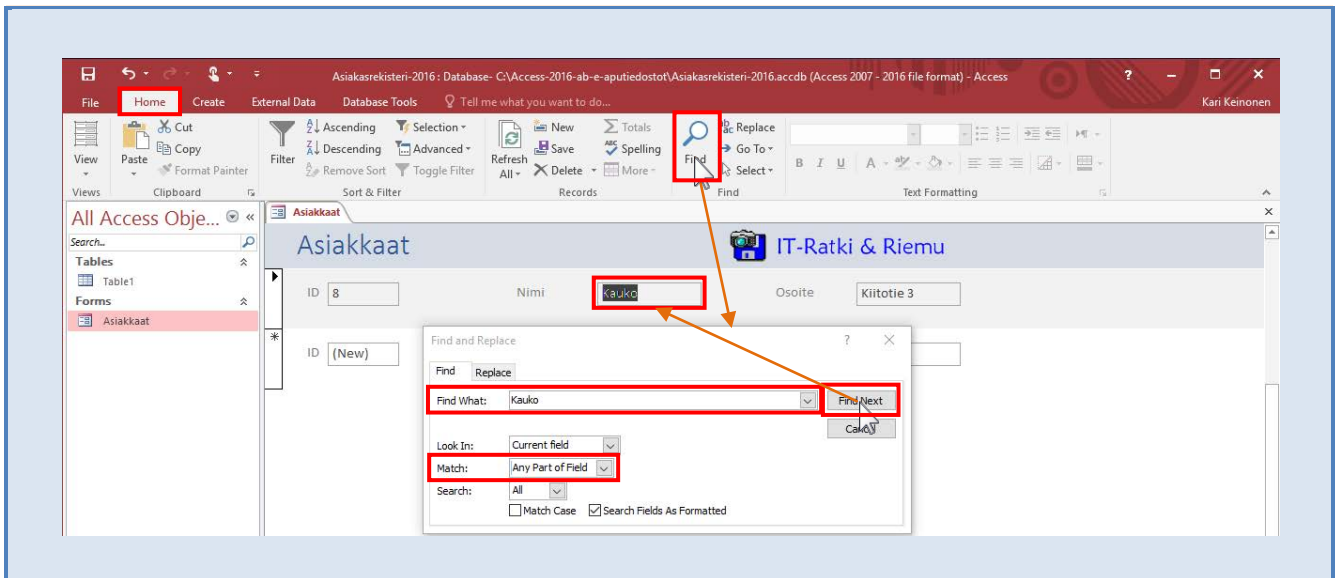 Asiakasrekisteri-2016 : Database- C:\Access-2016-ab-e-aputiedostot\Asiakasrekisteri-2016.accdb (Access 2007 - 2016 file format) - Access ?
File Home Create External Data Database Tools Tell me what you want to do... Kari Keinonen
View Paste Cut Copy Format Painter
Filter Ascending Descending Remove Sort Selection Advanced Toggle Filter
Refresh All New Save Delete Totals Spelling More
Find Replace Go To Select
B I U A
Views Clipboard Sort & Filter Records Find Text Formatting
All Access Obje...
Search..
Tables
Table1
Forms
Asiakkaat
Asiakkaat
Asiakkaat IT-Ratki & Riemu
ID 8 Nimi Kauko Osoite Kiitotie 3
ID (New)
Find and Replace ?
Find Replace
Find What: Kauko Find Next
Cancel
Look In: Current field
Match: Any Part of Field
Search: All
Match Case Search Fields As Formatted